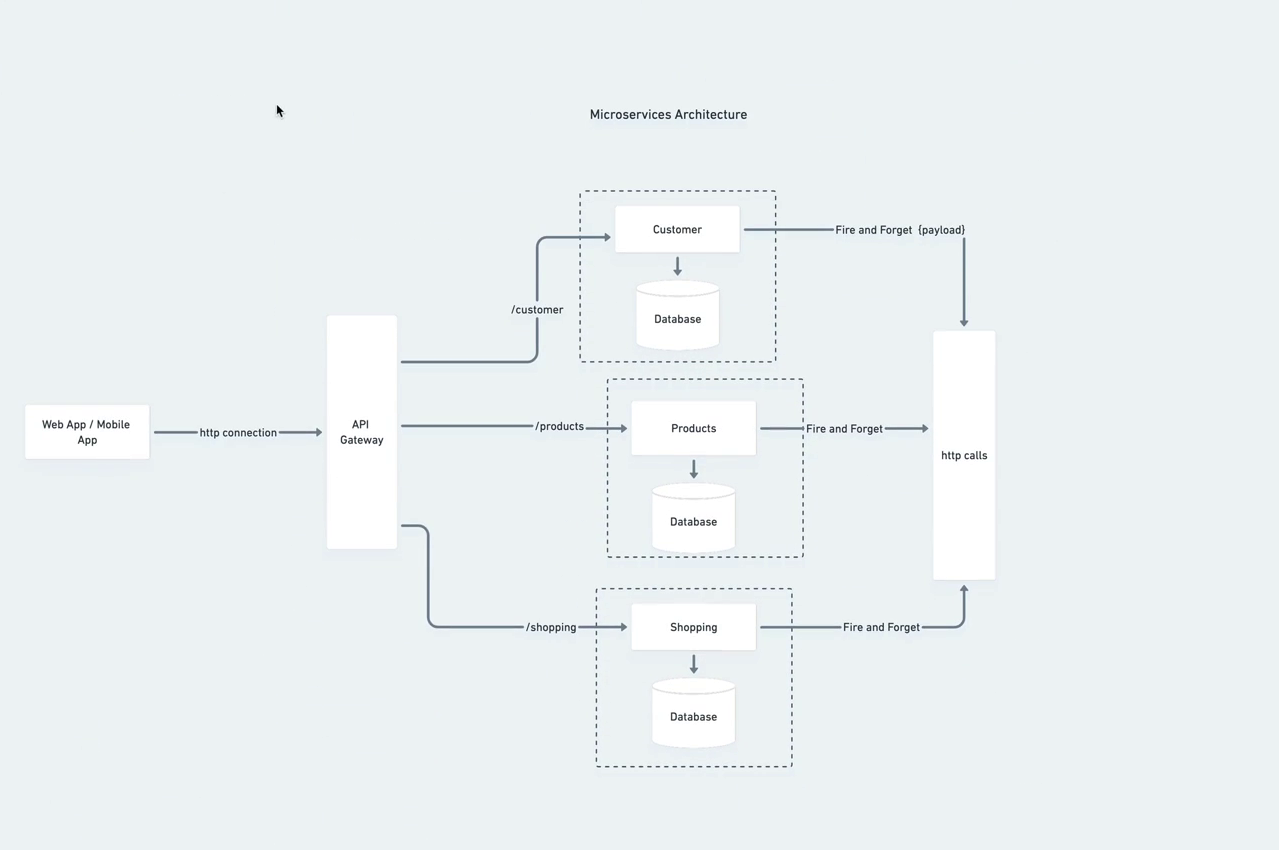 Microservices Architecture
Customer
Fire and Forget {payload}
/customer
Database
Web App / Mobile
App
http connection
API
Gateway
/products
Products
Fire and Forget
http calls
Database
/shopping
Shopping
Fire and Forget
Database